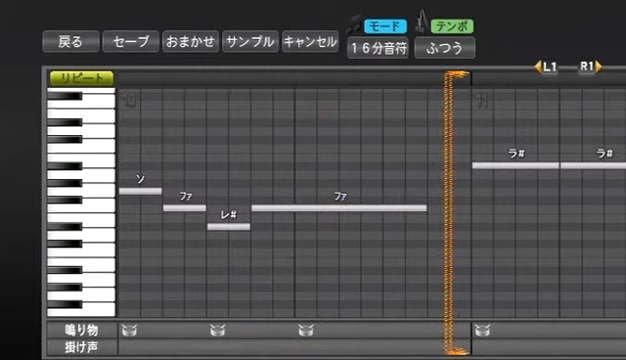 モード テンポ
戻る セーブ おまかせ サンプル キャンセル １６分音符 ふつう
L1 R1
リピート
10 11
ラ# ラ#
ソ
ファ ファ
レ#
鳴り物
掛け声